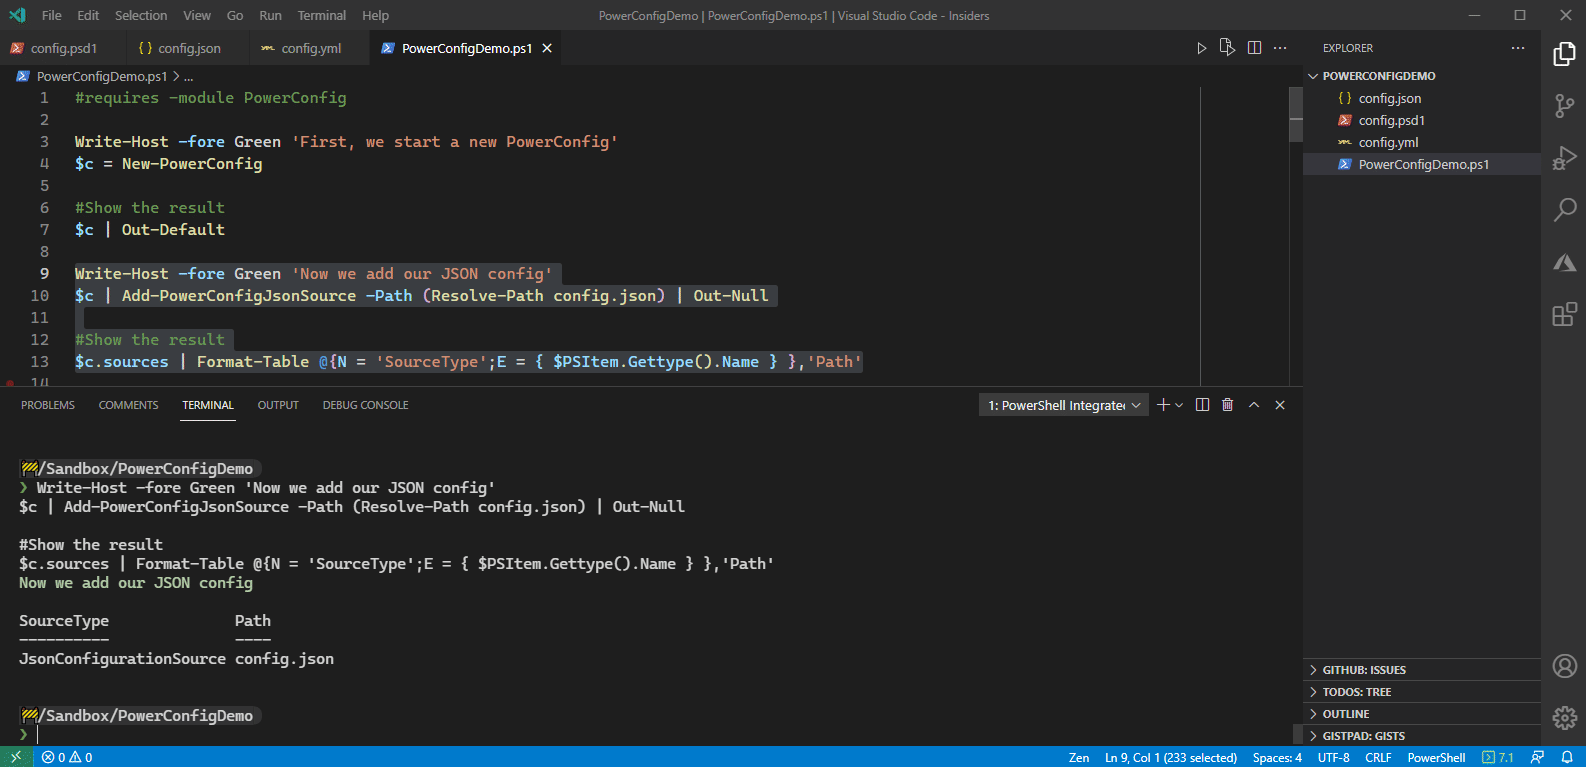 File Edit Selection View Go Run Terminal Help
PowerConfigDemo | PowerConfigDemo.ps1 | Visual Studio Code - Insiders
config.psd1
{ } config.json
config.yml
PowerConfigDemo.ps1
PowerConfigDemo.ps1 > ...
1 #requires -module PowerConfig
2
3 Write-Host -fore Green 'First, we start a new PowerConfig'
4 $c = New-PowerConfig
5
6 #Show the result
7 $c | Out-Default
8
9 Write-Host -fore Green 'Now we add our JSON config'
10 $c | Add-PowerConfigJsonSource -Path (Resolve-Path config.json) | Out-Null
11
12 #Show the result
13 $c.sources | Format-Table @{N = 'SourceType';E = { $PSItem.Gettype().Name } },'Path'
14
EXPLORER
POWERCONFIGDEMO
{ } config.json
config.psd1
config.yml
PowerConfigDemo.ps1
GITHUB: ISSUES
TODOS: TREE
OUTLINE
GISTPAD: GISTS
PROBLEMS COMMENTS TERMINAL OUTPUT DEBUG CONSOLE
1: PowerShell Integrate
/Sandbox/PowerConfigDemo
❯ Write-Host -fore Green 'Now we add our JSON config'
$c | Add-PowerConfigJsonSource -Path (Resolve-Path config.json) | Out-Null
#Show the result
$c.sources | Format-Table @{N = 'SourceType';E = { $PSItem.Gettype().Name } },'Path'
Now we add our JSON config
SourceType Path
---------- ----
JsonConfigurationSource config.json
/Sandbox/PowerConfigDemo
❯
0 0
Zen Ln 9, Col 1 (233 selected) Spaces: 4 UTF-8 CRLF PowerShell 7.1